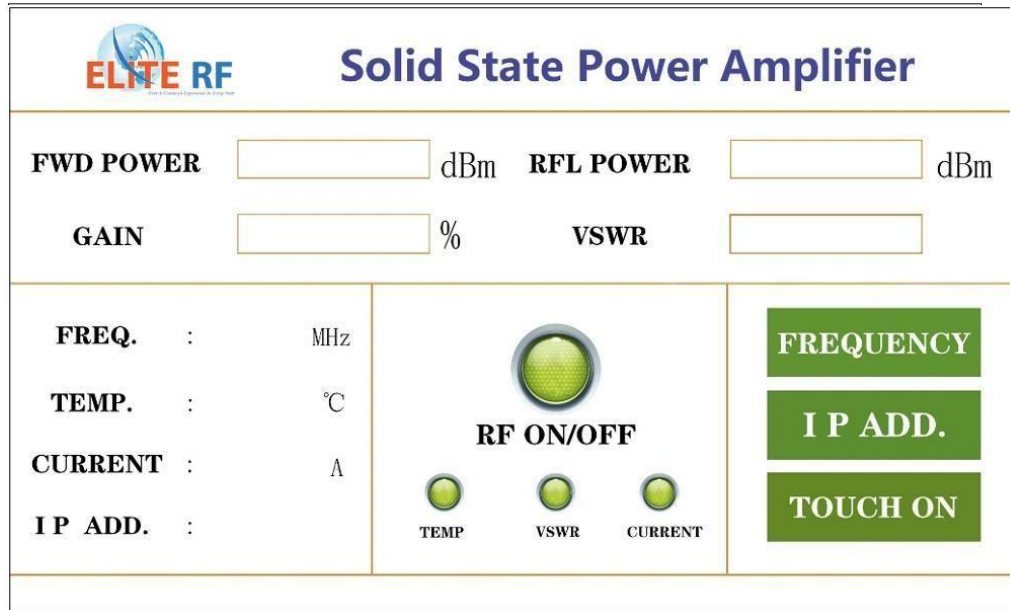 ELiTE RF
Solid State Power Amplifier
FWD POWER dBm RFL POWER dBm
GAIN % VSWR
FREQ. : MHz
TEMP. : ℃
CURRENT : A
I P ADD. :
RF ON/OFF
TEMP VSWR CURRENT
FREQUENCY
I P ADD.
TOUCH ON